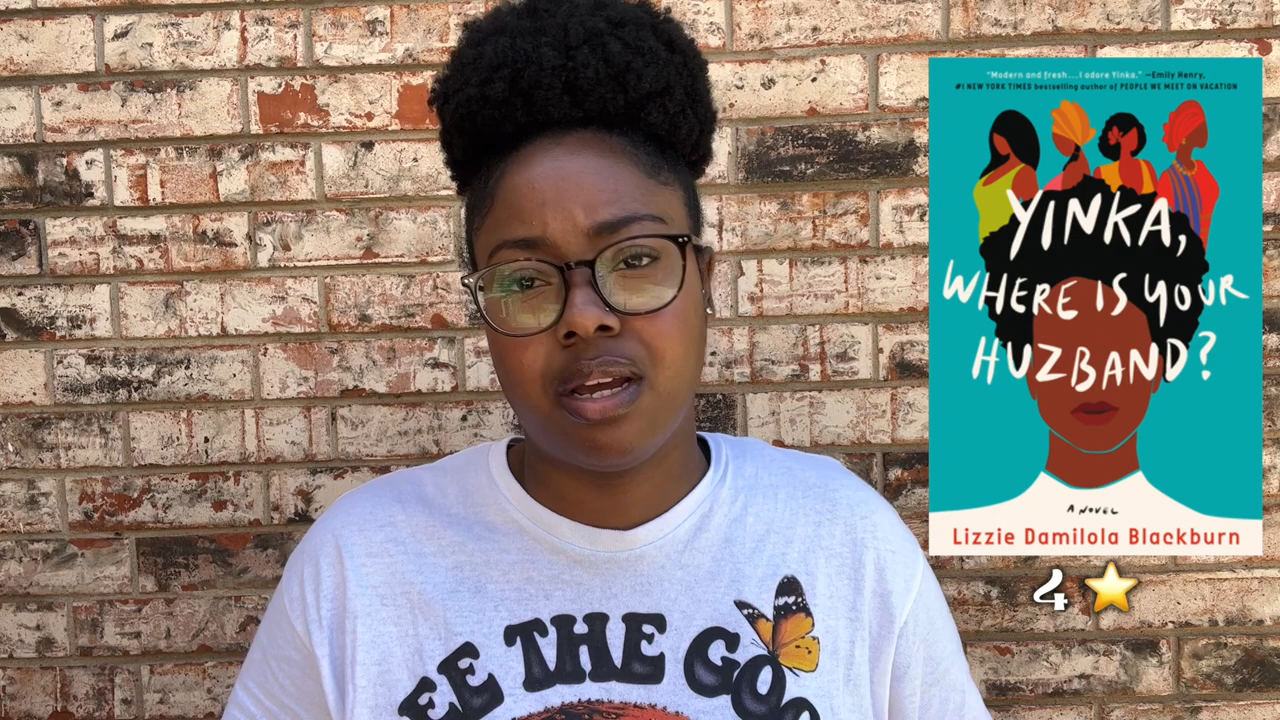 "Modern and fresh...I adore Yinka." —Emily Henry,
#1 NEW YORK TIMES bestselling author of PEOPLE WE MEET ON VACATION
YINKA,
WHERE IS YOUR
HUZBAND?
A NOVEL
Lizzie Damilola Blackburn
4
EE THE GOO